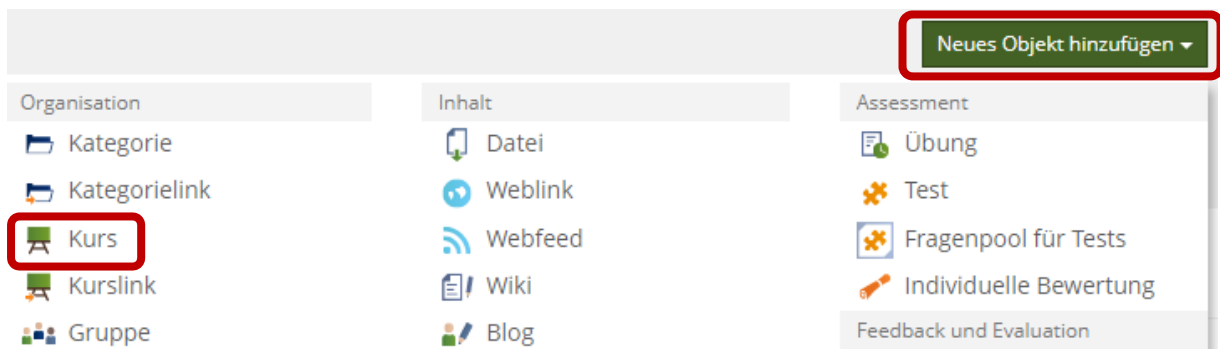 Neues Objekt hinzufügen
Organisation
Kategorie
Kategorielink
Kurs
Kurslink
Gruppe
Inhalt
Datei
Weblink
Webfeed
Wiki
Blog
Assessment
Übung
Test
Fragenpool für Tests
Individuelle Bewertung
Feedback und Evaluation